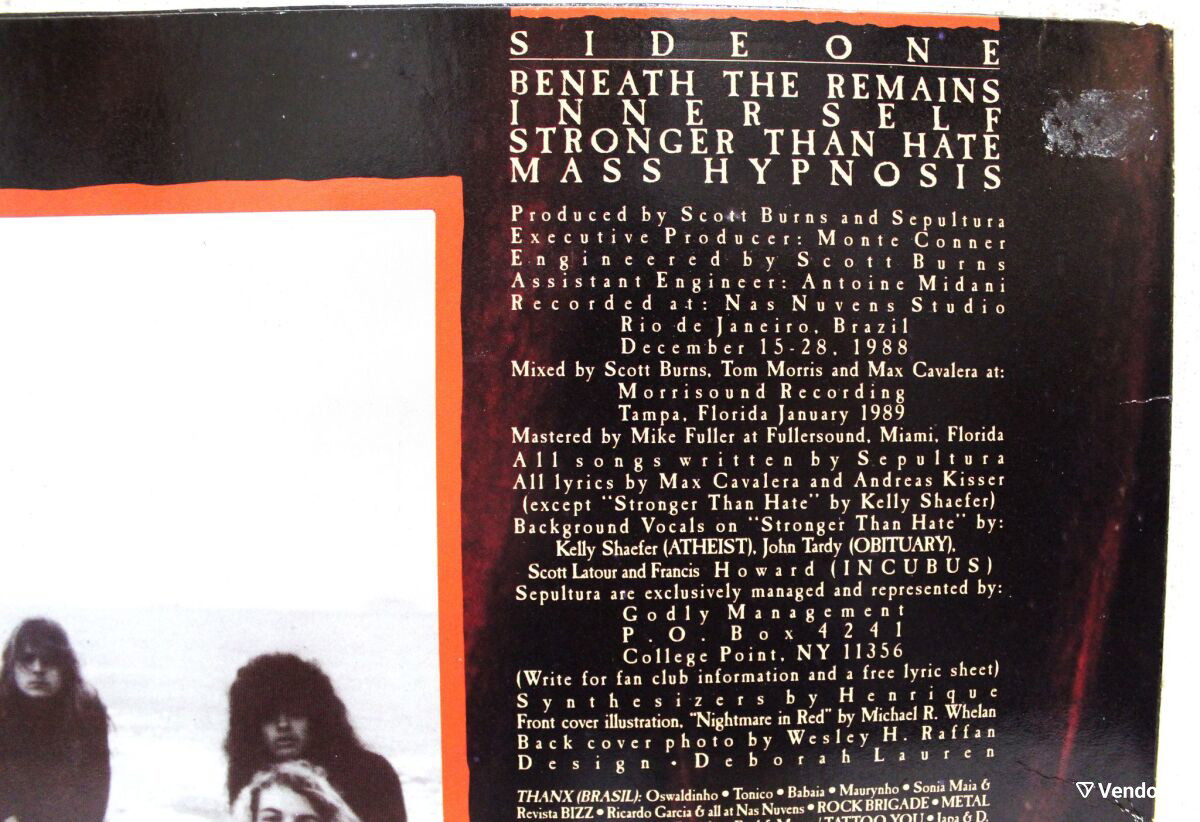 SIDE ONE
BENEATH THE REMAINS
INNER SELF
STRONGER THAN HATE
MASS HYPNOSIS
Produced by Scott Burns and Sepultura
Executive Producer: Monte Conner
Engineered by Scott Burns
Assistant Engineer: Antoine Midani
Recorded at: Nas Nuvens Studio
Rio de Janeiro, Brazil
December 15-28, 1988
Mixed by Scott Burns, Tom Morris and Max Cavalera at:
Morrisound Recording
Tampa, Florida January 1989
Mastered by Mike Fuller at Fullersound, Miami, Florida
All songs written by Sepultura
All lyrics by Max Cavalera and Andreas Kisser
(except "Stronger Than Hate" by Kelly Shaefer)
Background Vocals on "Stronger Than Hate" by:
Kelly Shaefer (ATHEIST), John Tardy (OBITUARY),
Scott Latour and Francis Howard (INCUBUS)
Sepultura are exclusively managed and represented by:
Godly Management
P.O. Box 4241
College Point, NY 11356
(Write for fan club information and a free lyric sheet)
Synthesizers by Henrique
Front cover illustration, "Nightmare in Red" by Michael R. Whelan
Back cover photo by Wesley H. Raffan
Design • Deborah Lauren
THANX (BRASIL): Oswaldinho • Tonico • Babaia • Maurynho • Sonia Maia &
Revista BIZZ • Ricardo Garcia & all at Nas Nuvens • ROCK BRIGADE • METAL
TATTOO YOU • Japa & D.
Vendo